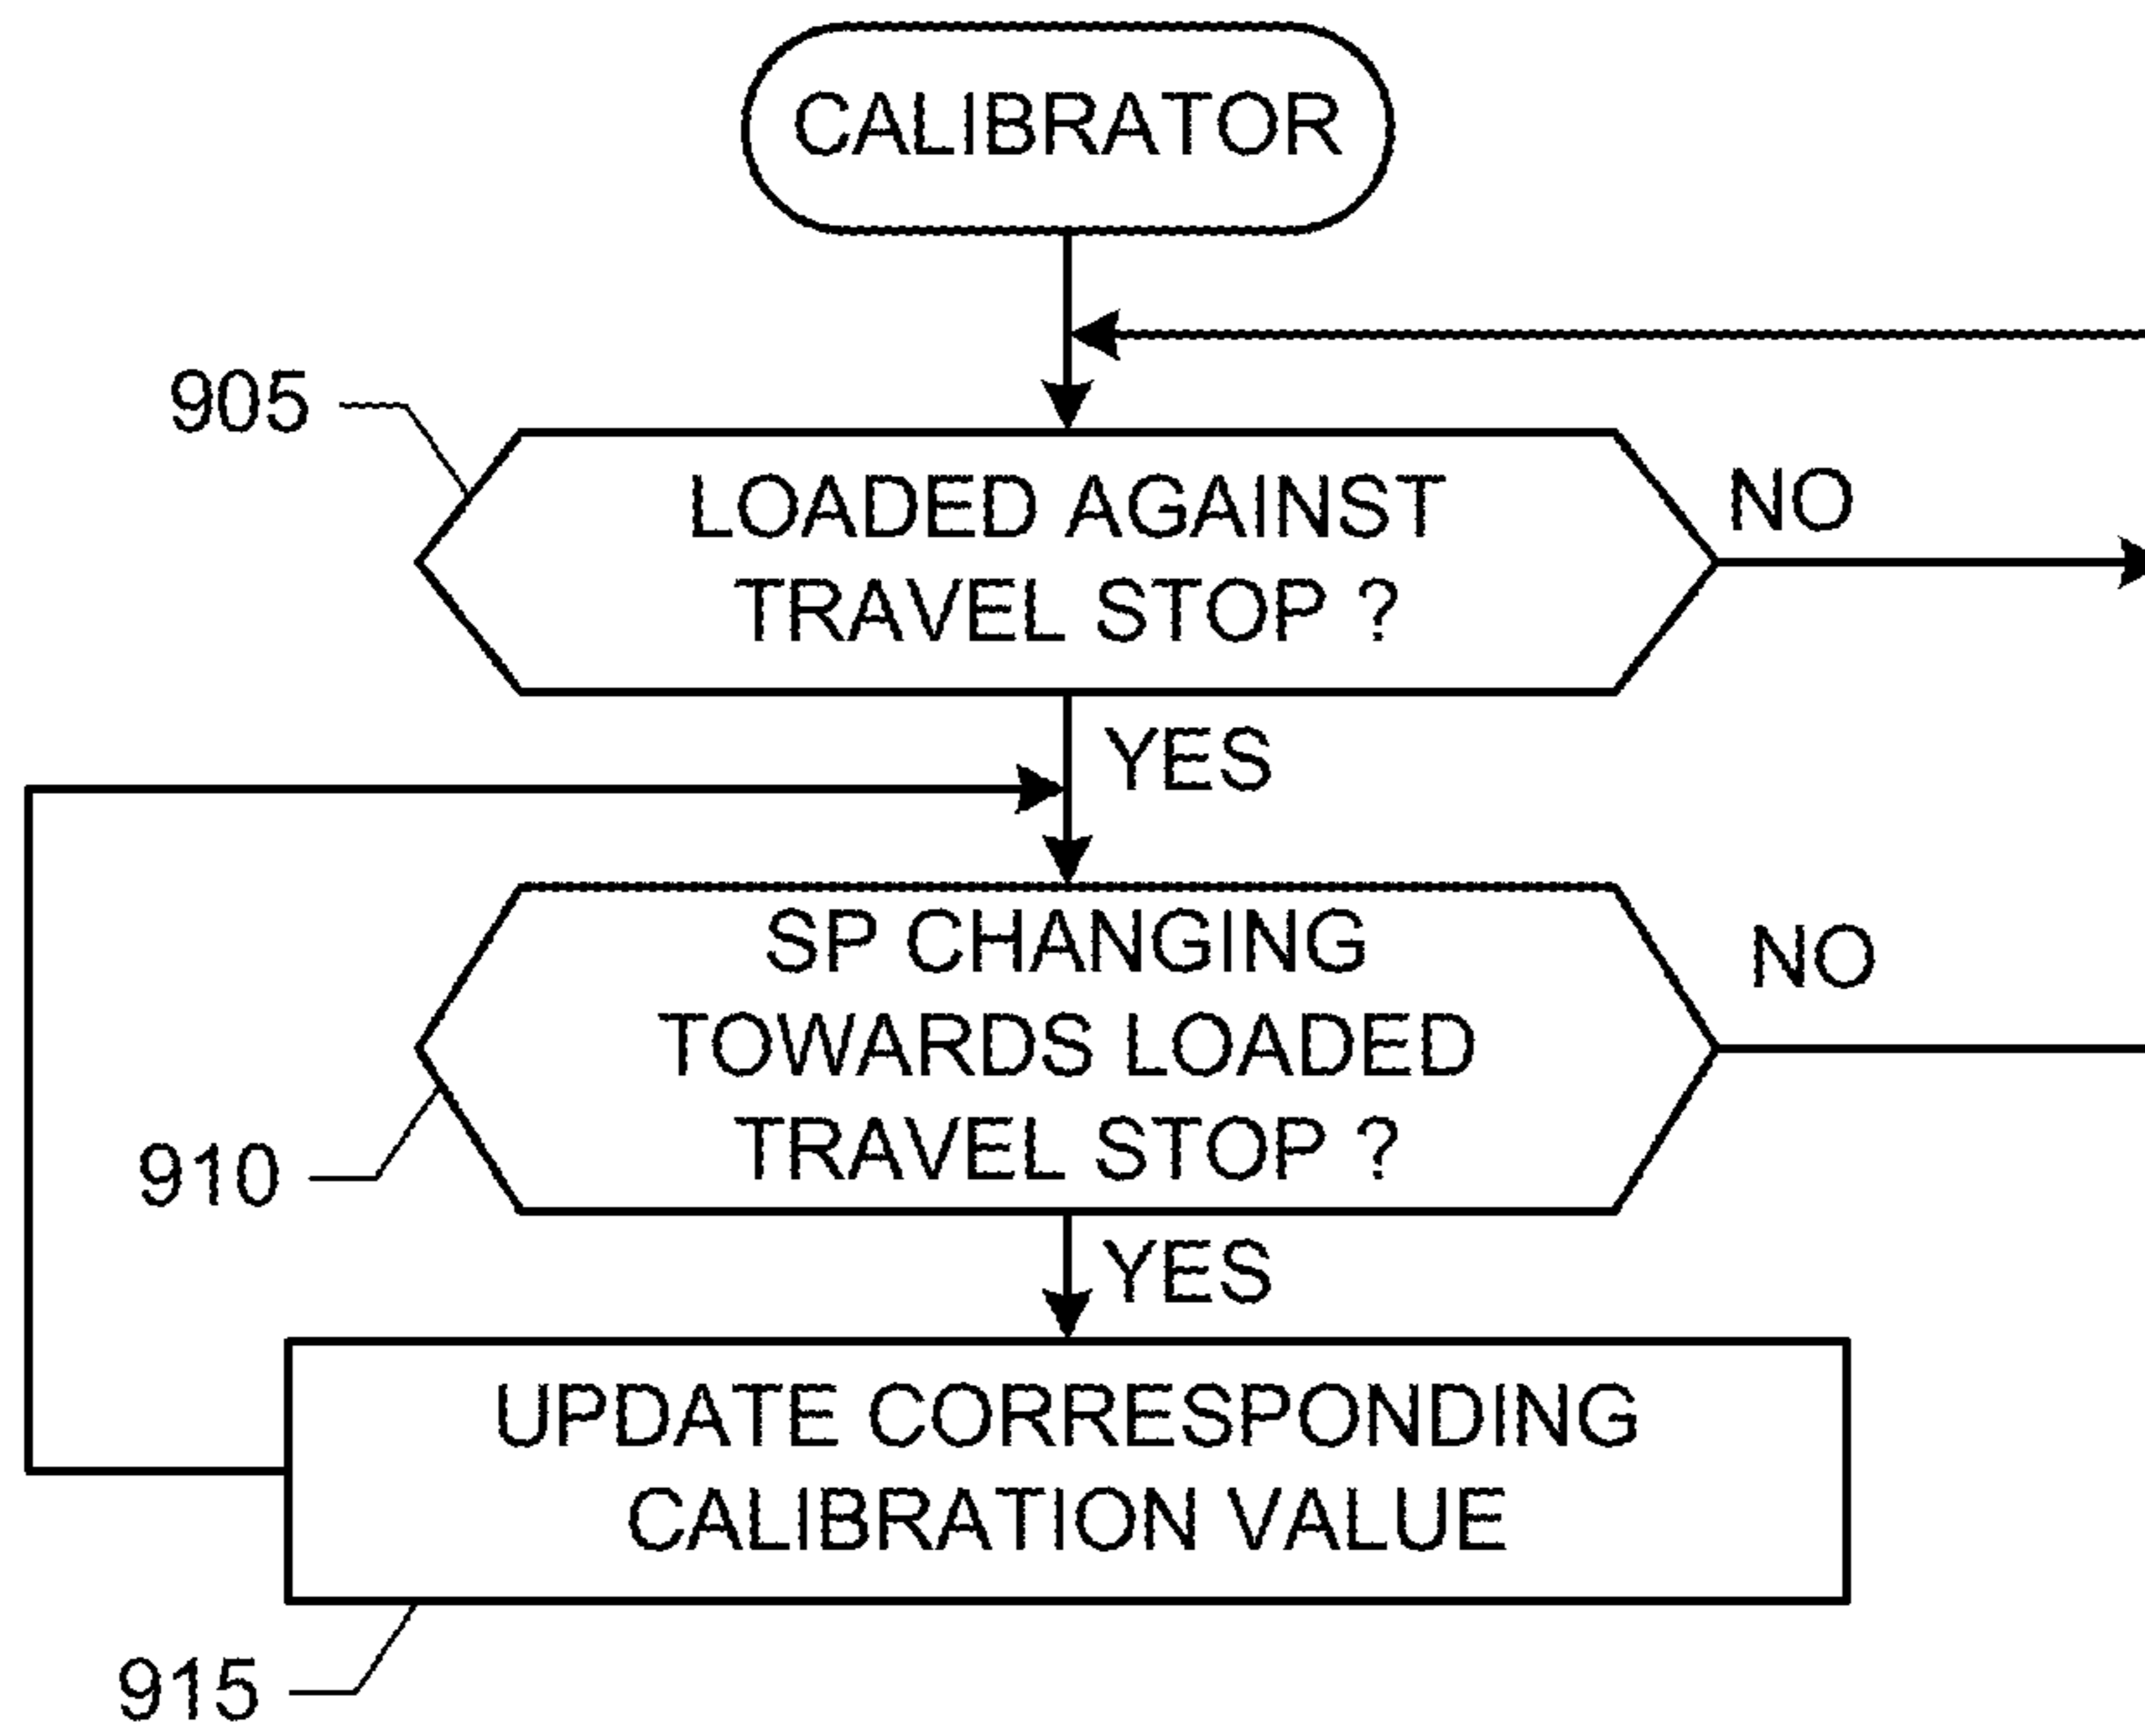 CALIBRATOR
905
LOADED AGAINST
TRAVEL STOP ?
NO
YES
SP CHANGING
TOWARDS LOADED
TRAVEL STOP ?
NO
910
YES
UPDATE CORRESPONDING
CALIBRATION VALUE
915